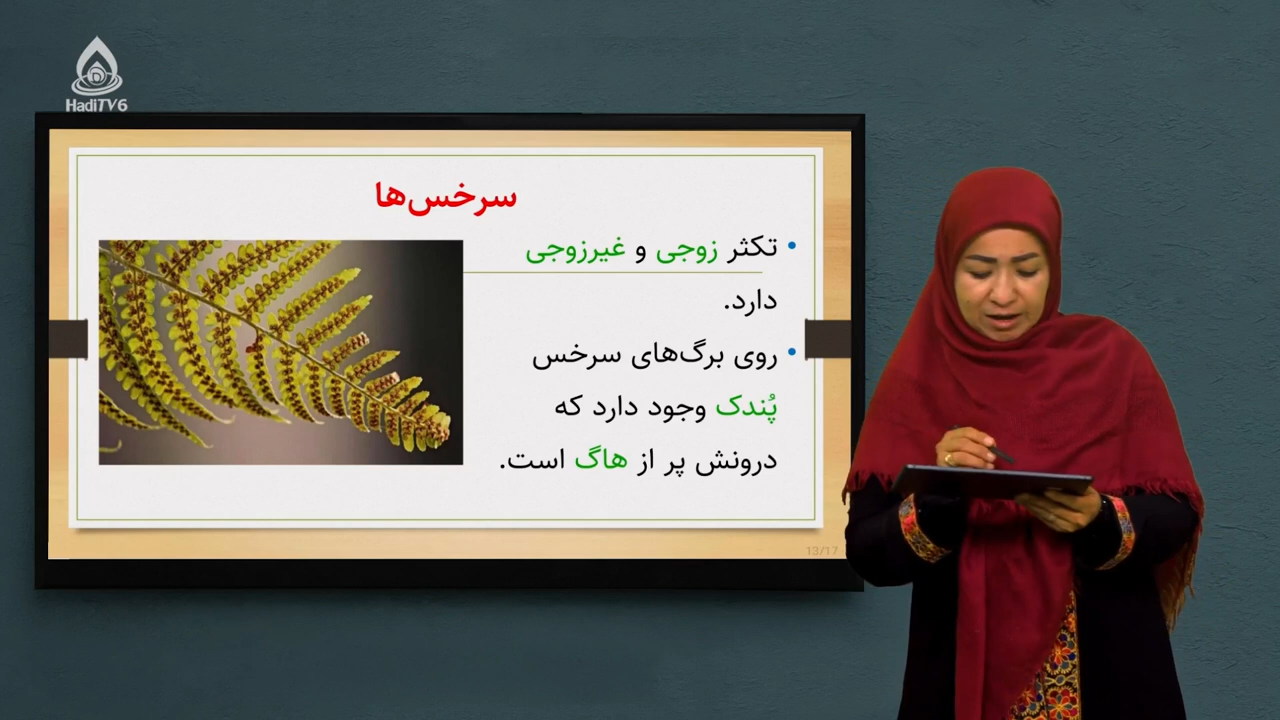 HadiTV6
سرخس‌ها
• تکثر زوجی و غیرزوجی
دارد.
• روی برگ‌های سرخس
پُندک وجود دارد که
درونش پر از هاگ است.
13/17